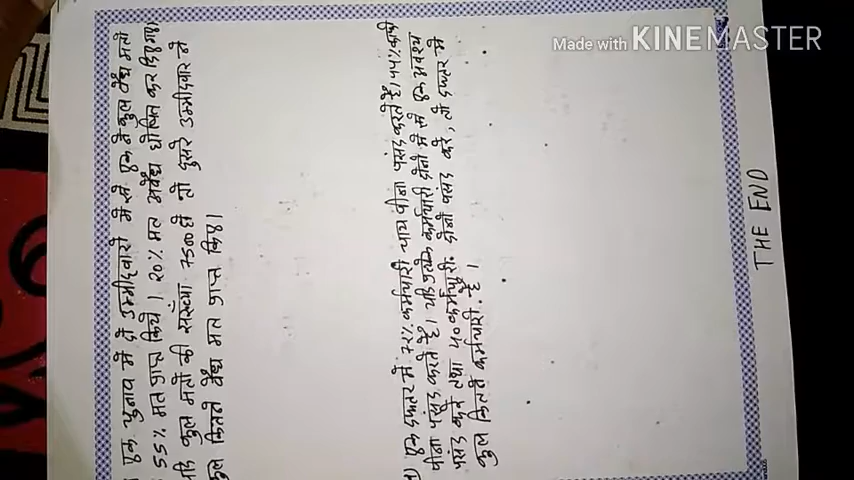 एक चुनाव में दो उम्मीदवारो में से एक ने कुल वैध मतो
55% मत प्राप्त किये। 20% मत अवैध घोषित कर दिए गए।
यदि कुल मतों की संख्या 7500 है तो दुसरे उम्मीदवार ने
कुल कितने वैध मत प्राप्त किए।
एक दफ्तर में 72% कर्मचारी चाय पीना पसंद करते है। 44% कॉफी
पीना पसंद करते है। यदि प्रत्येक कर्मचारी दोनो में से एक अवश्य
पसंद करे तथा 40 कर्मचारी दोनों पसंद करे, तो दफ्तर में
कुल कितने कर्मचारी है।
THE END
Made with KINEMASTER